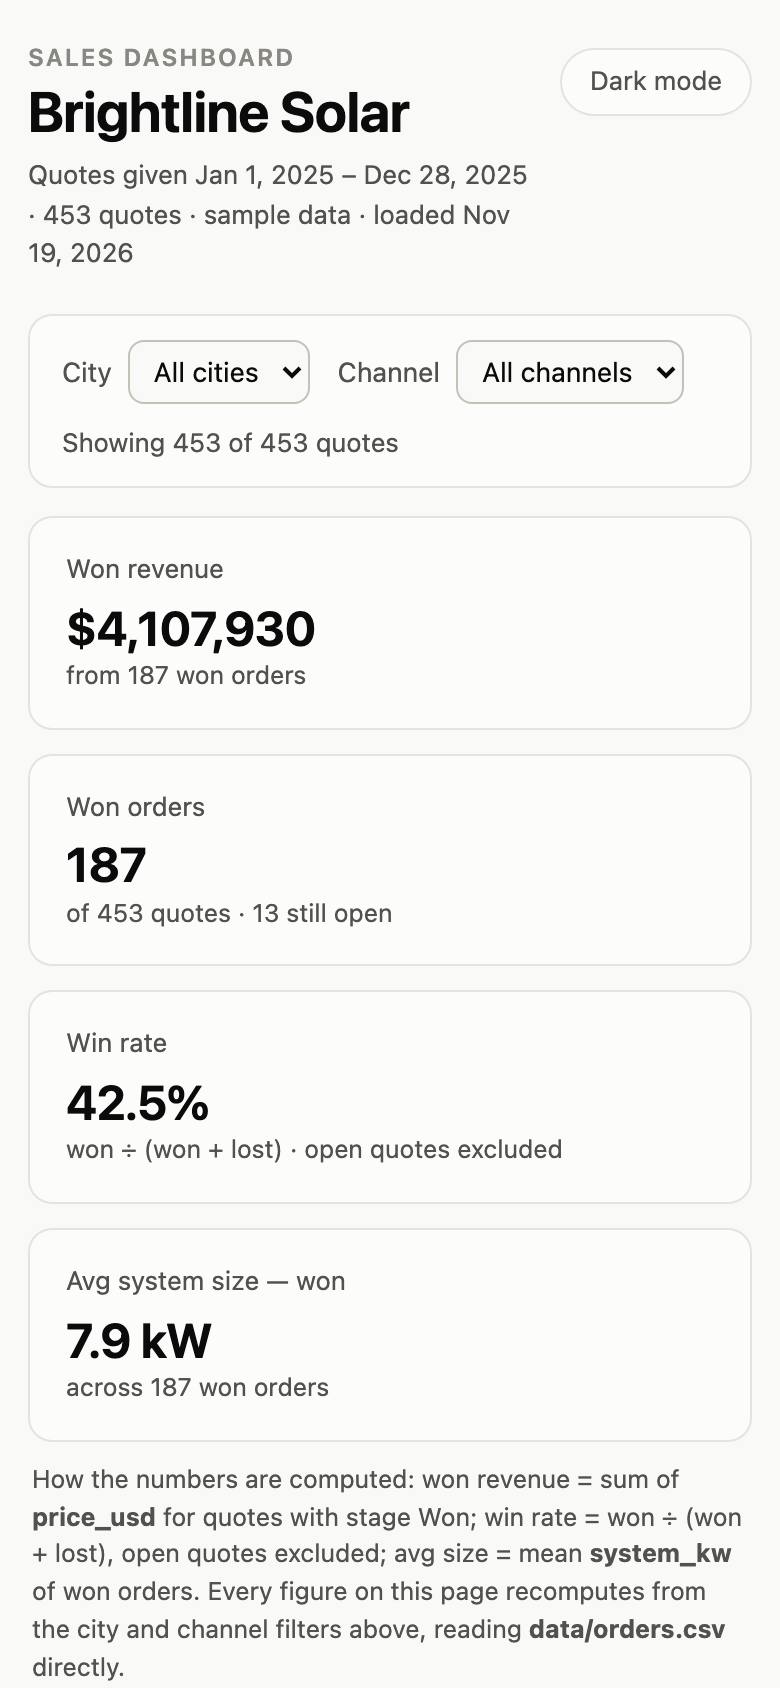 SALES DASHBOARD
Brightline Solar
Dark mode
Quotes given Jan 1, 2025 – Dec 28, 2025
· 453 quotes · sample data · loaded Nov
19, 2026
City All cities Channel All channels
Showing 453 of 453 quotes
Won revenue
$4,107,930
from 187 won orders
Won orders
187
of 453 quotes · 13 still open
Win rate
42.5%
won ÷ (won + lost) · open quotes excluded
Avg system size — won
7.9 kW
across 187 won orders
How the numbers are computed: won revenue = sum of
price_usd for quotes with stage Won; win rate = won ÷ (won
+ lost), open quotes excluded; avg size = mean system_kw
of won orders. Every figure on this page recomputes from
the city and channel filters above, reading data/orders.csv
directly.